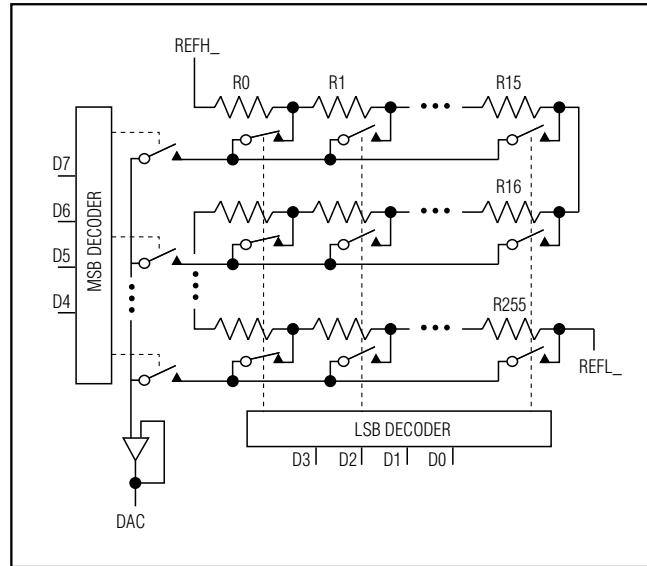 REFH_
R0
R1
R15
D7
D6
D5
D4
MSB DECODER
R16
R255
REFL_
LSB DECODER
D3
D2
D1
D0
DAC